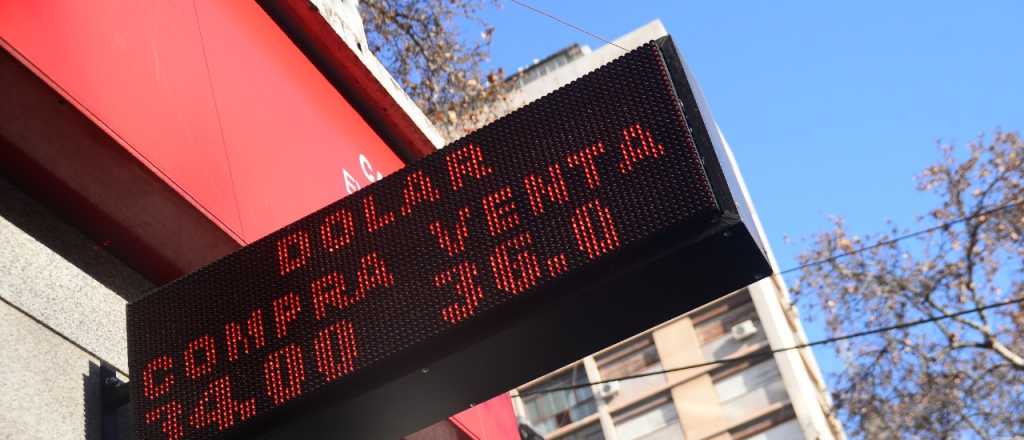 DOLAR
COMPRA VENTA
34.00 36.0